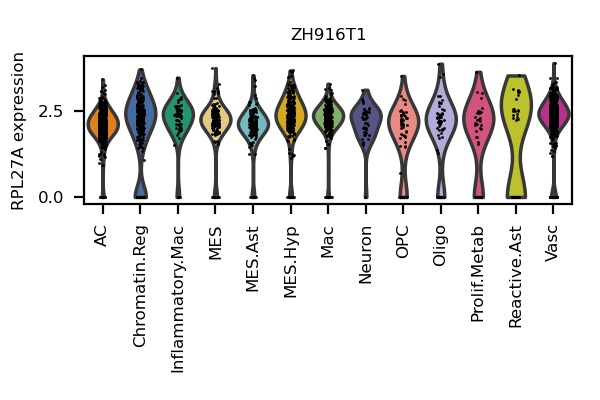 ZH916T1
RPL27A expression
2.5
0.0
AC
Chromatin.Reg
Inflammatory.Mac
MES
MES.Ast
MES.Hyp
Mac
Neuron
OPC
Oligo
Prolif.Metab
Reactive.Ast
Vasc